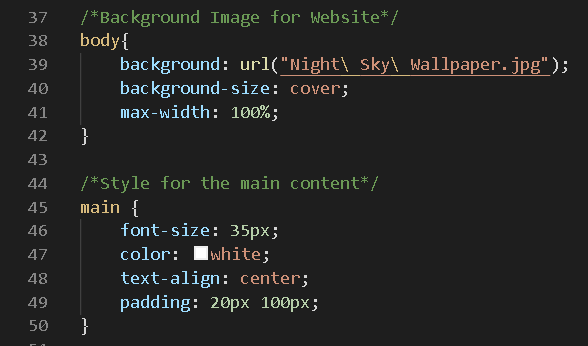 37 /*Background Image for Website*/
38 body{
39 background: url("Night\ Sky\ Wallpaper.jpg");
40 background-size: cover;
41 max-width: 100%;
42 }
43
44 /*Style for the main content*/
45 main {
46 font-size: 35px;
47 color: white;
48 text-align: center;
49 padding: 20px 100px;
50 }